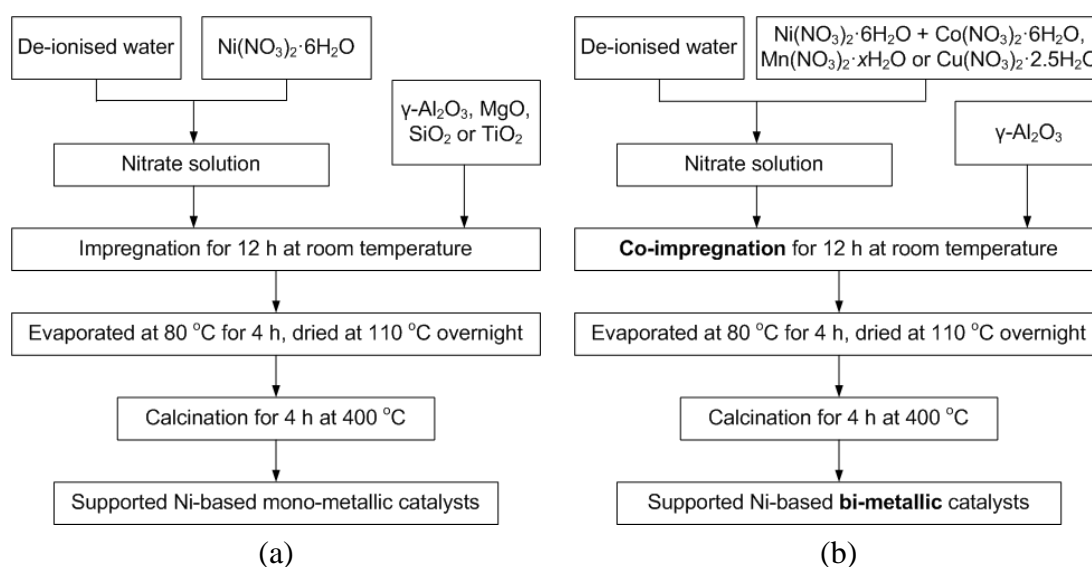 De-ionised water
Ni(NO₃)₂·6H₂O
γ-Al₂O₃, MgO,
SiO₂ or TiO₂
Nitrate solution
Impregnation for 12 h at room temperature
Evaporated at 80 °C for 4 h, dried at 110 °C overnight
Calcination for 4 h at 400 °C
Supported Ni-based mono-metallic catalysts
(a)
De-ionised water
Ni(NO₃)₂·6H₂O + Co(NO₃)₂·6H₂O,
Mn(NO₃)₂·xH₂O or Cu(NO₃)₂·2.5H₂O
γ-Al₂O₃
Nitrate solution
Co-impregnation for 12 h at room temperature
Evaporated at 80 °C for 4 h, dried at 110 °C overnight
Calcination for 4 h at 400 °C
Supported Ni-based bi-metallic catalysts
(b)